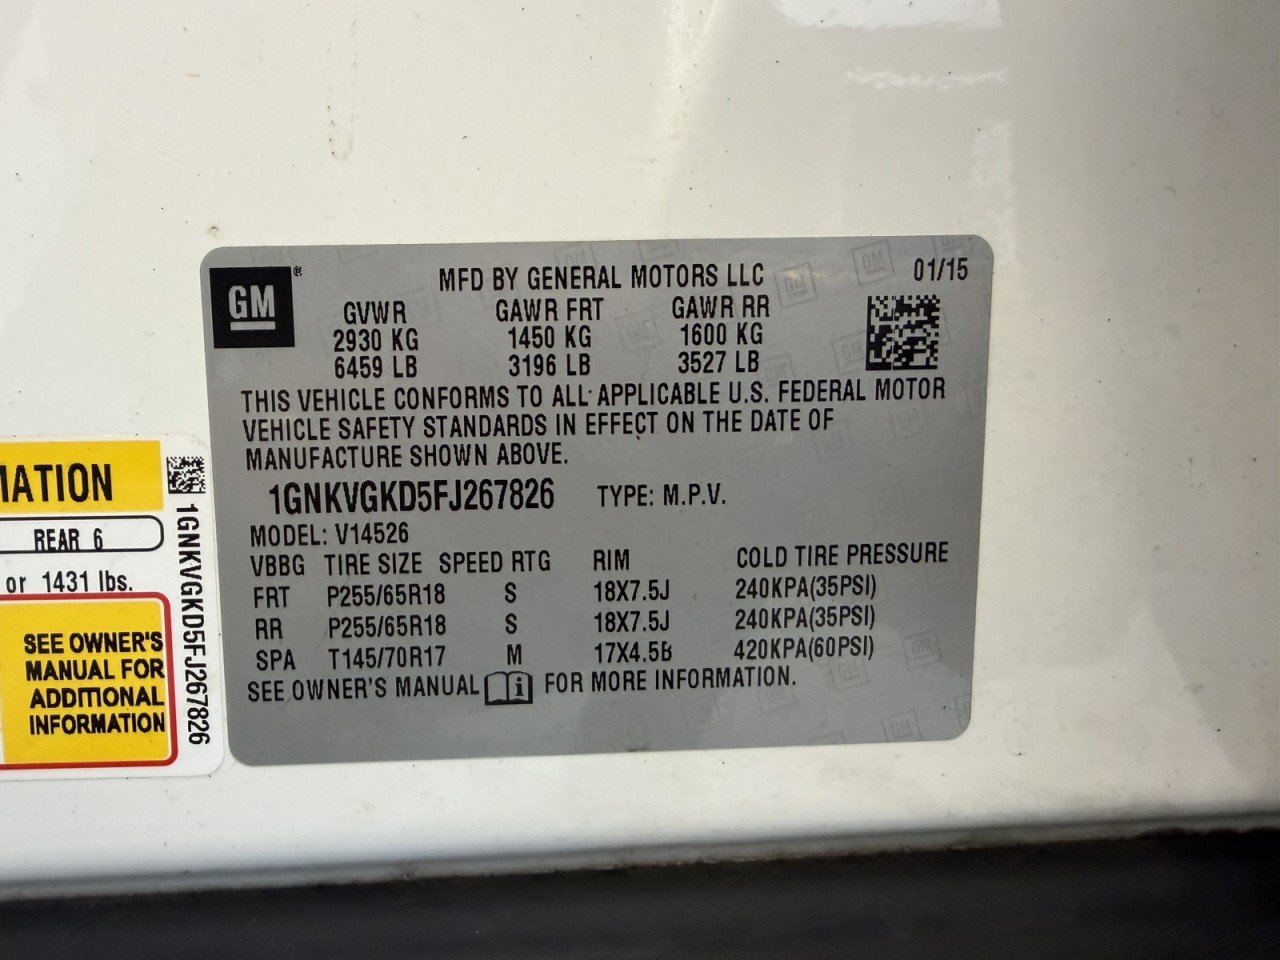 GM ®
MFD BY GENERAL MOTORS LLC 01/15
GVWR GAWR FRT GAWR RR
2930 KG 1450 KG 1600 KG
6459 LB 3196 LB 3527 LB
THIS VEHICLE CONFORMS TO ALL APPLICABLE U.S. FEDERAL MOTOR
VEHICLE SAFETY STANDARDS IN EFFECT ON THE DATE OF
MANUFACTURE SHOWN ABOVE.
1GNKVGKD5FJ267826 TYPE: M.P.V.
MODEL: V14526
VBBG TIRE SIZE SPEED RTG RIM COLD TIRE PRESSURE
FRT P255/65R18 S 18X7.5J 240KPA(35PSI)
RR P255/65R18 S 18X7.5J 240KPA(35PSI)
SPA T145/70R17 M 17X4.5B 420KPA(60PSI)
SEE OWNER'S MANUAL FOR MORE INFORMATION.
MATION
REAR 6
or 1431 lbs.
SEE OWNER'S
MANUAL FOR
ADDITIONAL
INFORMATION
1GNKVGKD5FJ267826